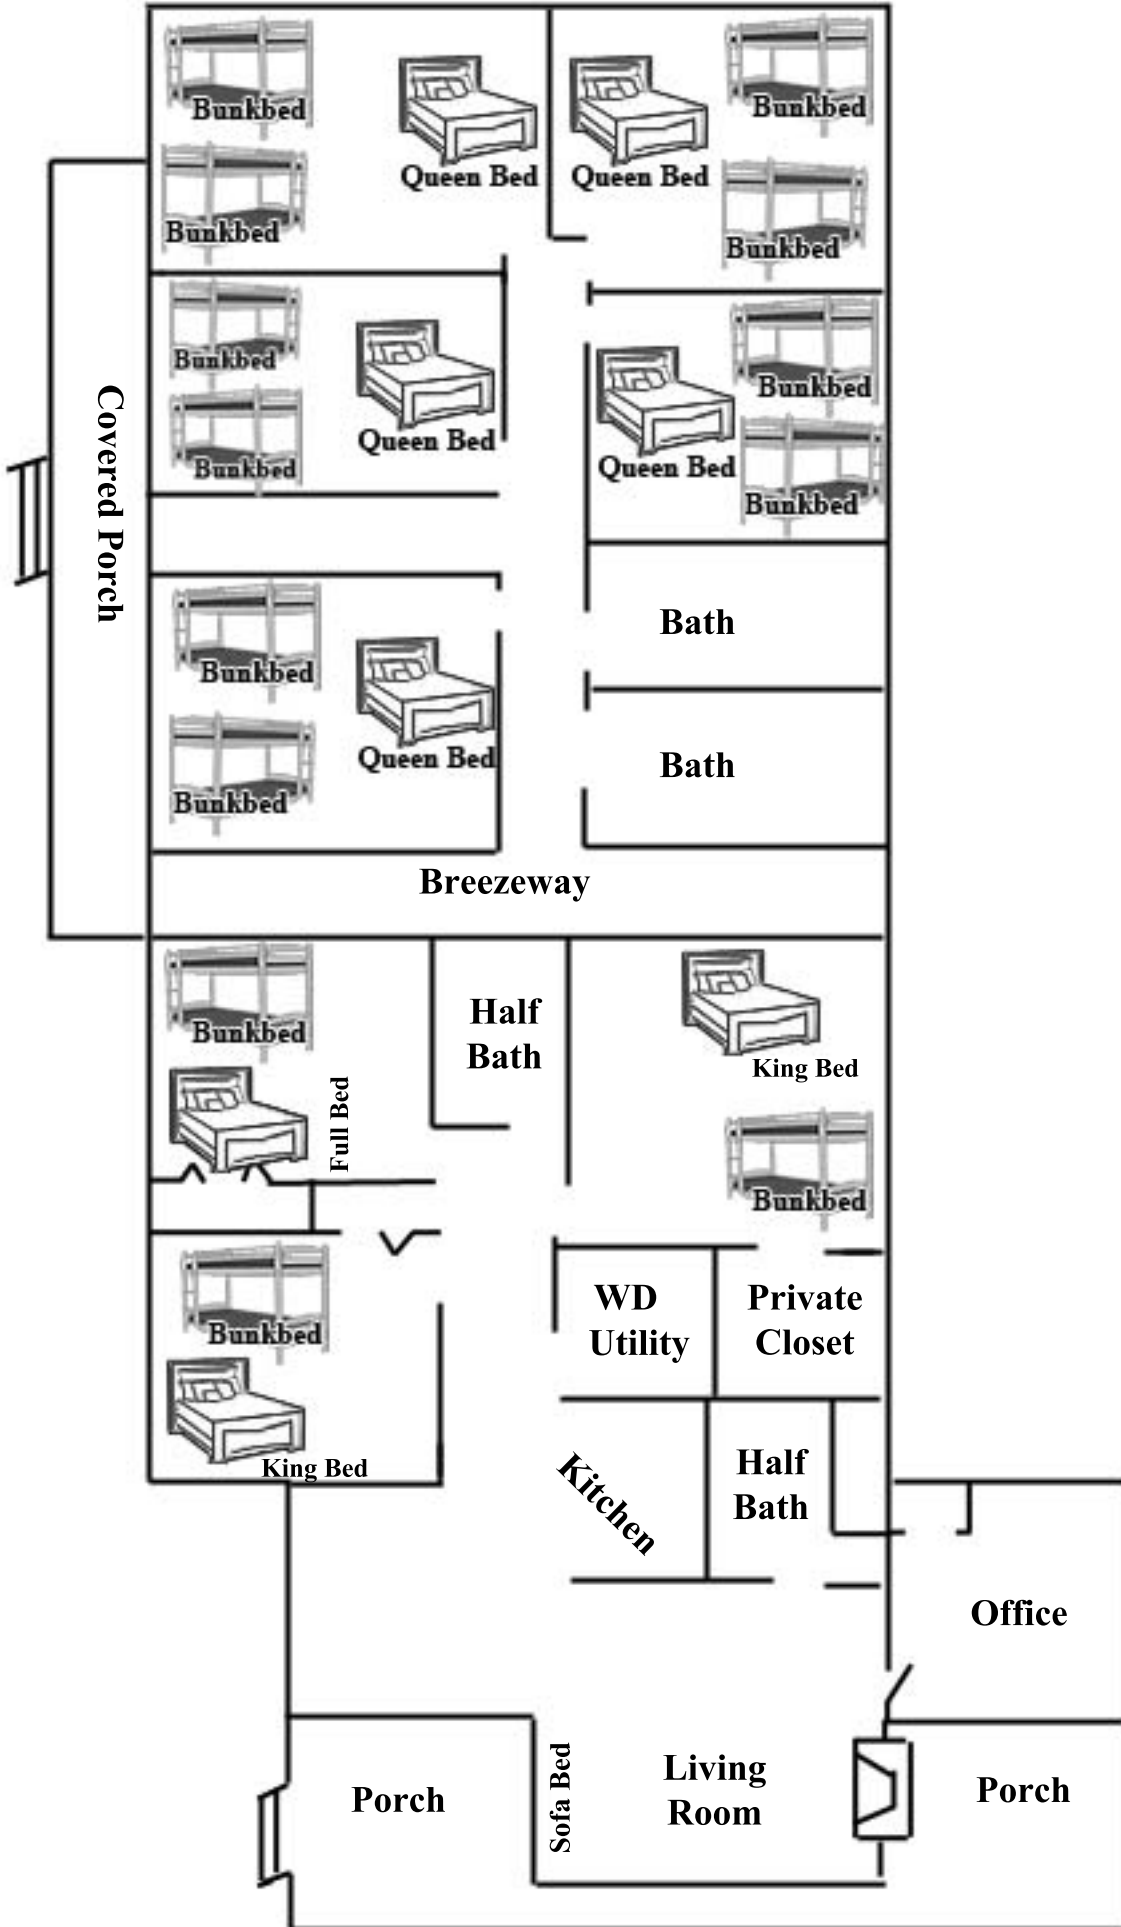 Bunkbed
Queen Bed
Queen Bed
Bunkbed
Bunkbed
Bunkbed
Bunkbed
Queen Bed
Bunkbed
Queen Bed
Bunkbed
Bunkbed
Bunkbed
Covered Porch
Bath
Bunkbed
Queen Bed
Bunkbed
Bath
Breezeway
Bunkbed
Full Bed
Half
Bath
King Bed
Bunkbed
Bunkbed
King Bed
WD
Utility
Private
Closet
Kitchen
Half
Bath
Office
Porch
Sofa Bed
Living
Room
Porch